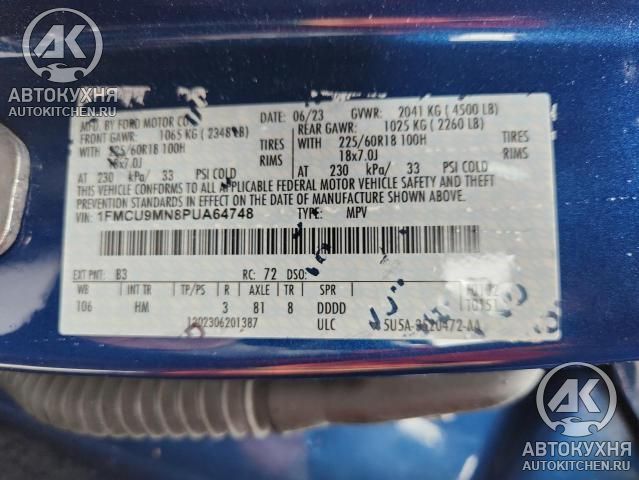 AK
АВТОКУХНЯ
AUTOKITCHEN.RU
MFD. BY FORD MOTOR CO.
DATE: 06/23 GVWR: 2041 KG ( 4500 LB)
FRONT GAWR: 1065 KG ( 2348LB)
REAR GAWR: 1025 KG ( 2260 LB)
WITH 225/60R18 100H TIRES
WITH 225/60R18 100H TIRES
18x7.0J RIMS
18x7.0J RIMS
AT 230 kPa/ 33 PSI COLD
AT 230 kPa/ 33 PSI COLD
THIS VEHICLE CONFORMS TO ALL APPLICABLE FEDERAL MOTOR VEHICLE SAFETY AND THEFT
PREVENTION STANDARDS IN EFFECT ON THE DATE OF MANUFACTURE SHOWN ABOVE.
VIN: 1FMCU9MN8PUA64748 TYPE: MPV
EXT PNT: B3 RC: 72 DSO:
WB INT TR TP/PS R AXLE TR SPR
106 HM 3 81 8 DDDD
1202306201387 ULC
AK
АВТОКУХНЯ
AUTOKITCHEN.RU